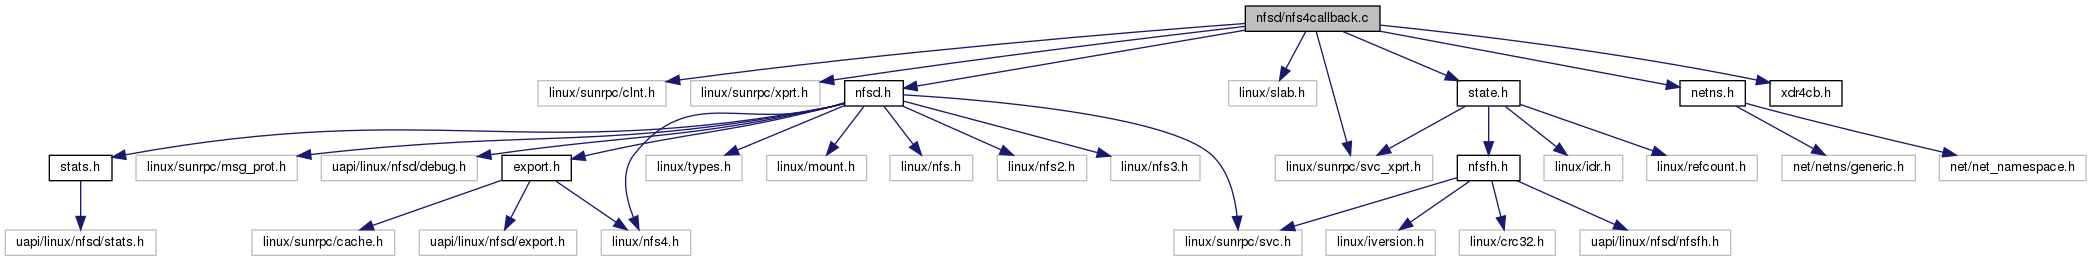 nfsd/nfs4callback.c
linux/sunrpc/clnt.h
linux/sunrpc/xprt.h
nfsd.h
linux/slab.h
state.h
netns.h
xdr4cb.h
stats.h
linux/sunrpc/msg_prot.h
uapi/linux/nfsd/debug.h
export.h
linux/types.h
linux/mount.h
linux/nfs.h
linux/nfs2.h
linux/nfs3.h
linux/sunrpc/svc_xprt.h
nfsfh.h
linux/idr.h
linux/refcount.h
net/netns/generic.h
net/net_namespace.h
uapi/linux/nfsd/stats.h
linux/sunrpc/cache.h
uapi/linux/nfsd/export.h
linux/nfs4.h
linux/sunrpc/svc.h
linux/iversion.h
linux/crc32.h
uapi/linux/nfsd/nfsfh.h